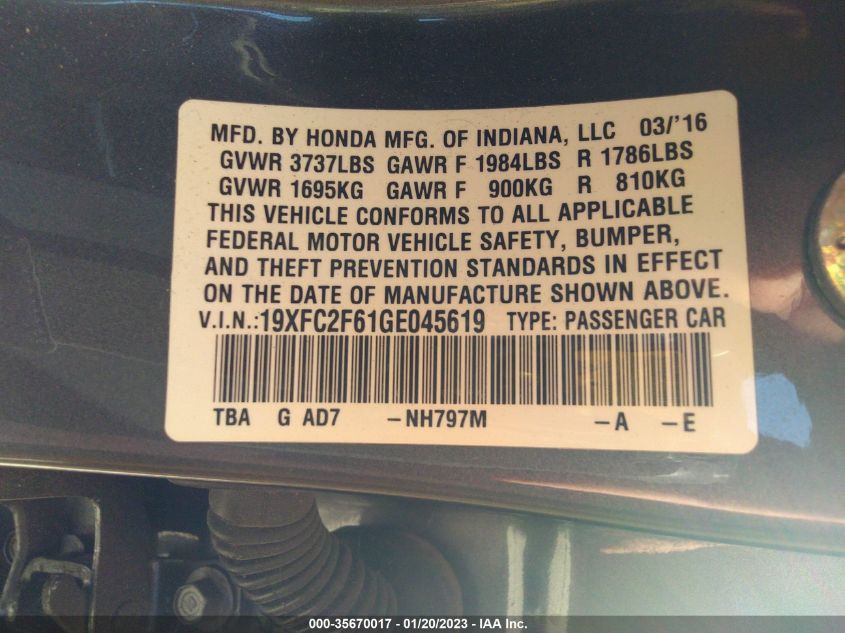 MFD. BY HONDA MFG. OF INDIANA, LLC 03/'16
GVWR 3737LBS GAWR F 1984LBS R 1786LBS
GVWR 1695KG GAWR F 900KG R 810KG
THIS VEHICLE CONFORMS TO ALL APPLICABLE
FEDERAL MOTOR VEHICLE SAFETY, BUMPER,
AND THEFT PREVENTION STANDARDS IN EFFECT
ON THE DATE OF MANUFACTURE SHOWN ABOVE.
V.I.N.:19XFC2F61GE045619 TYPE: PASSENGER CAR
TBA G AD7 -NH797M -A -E
000-35670017 - 01/20/2023 - IAA Inc.